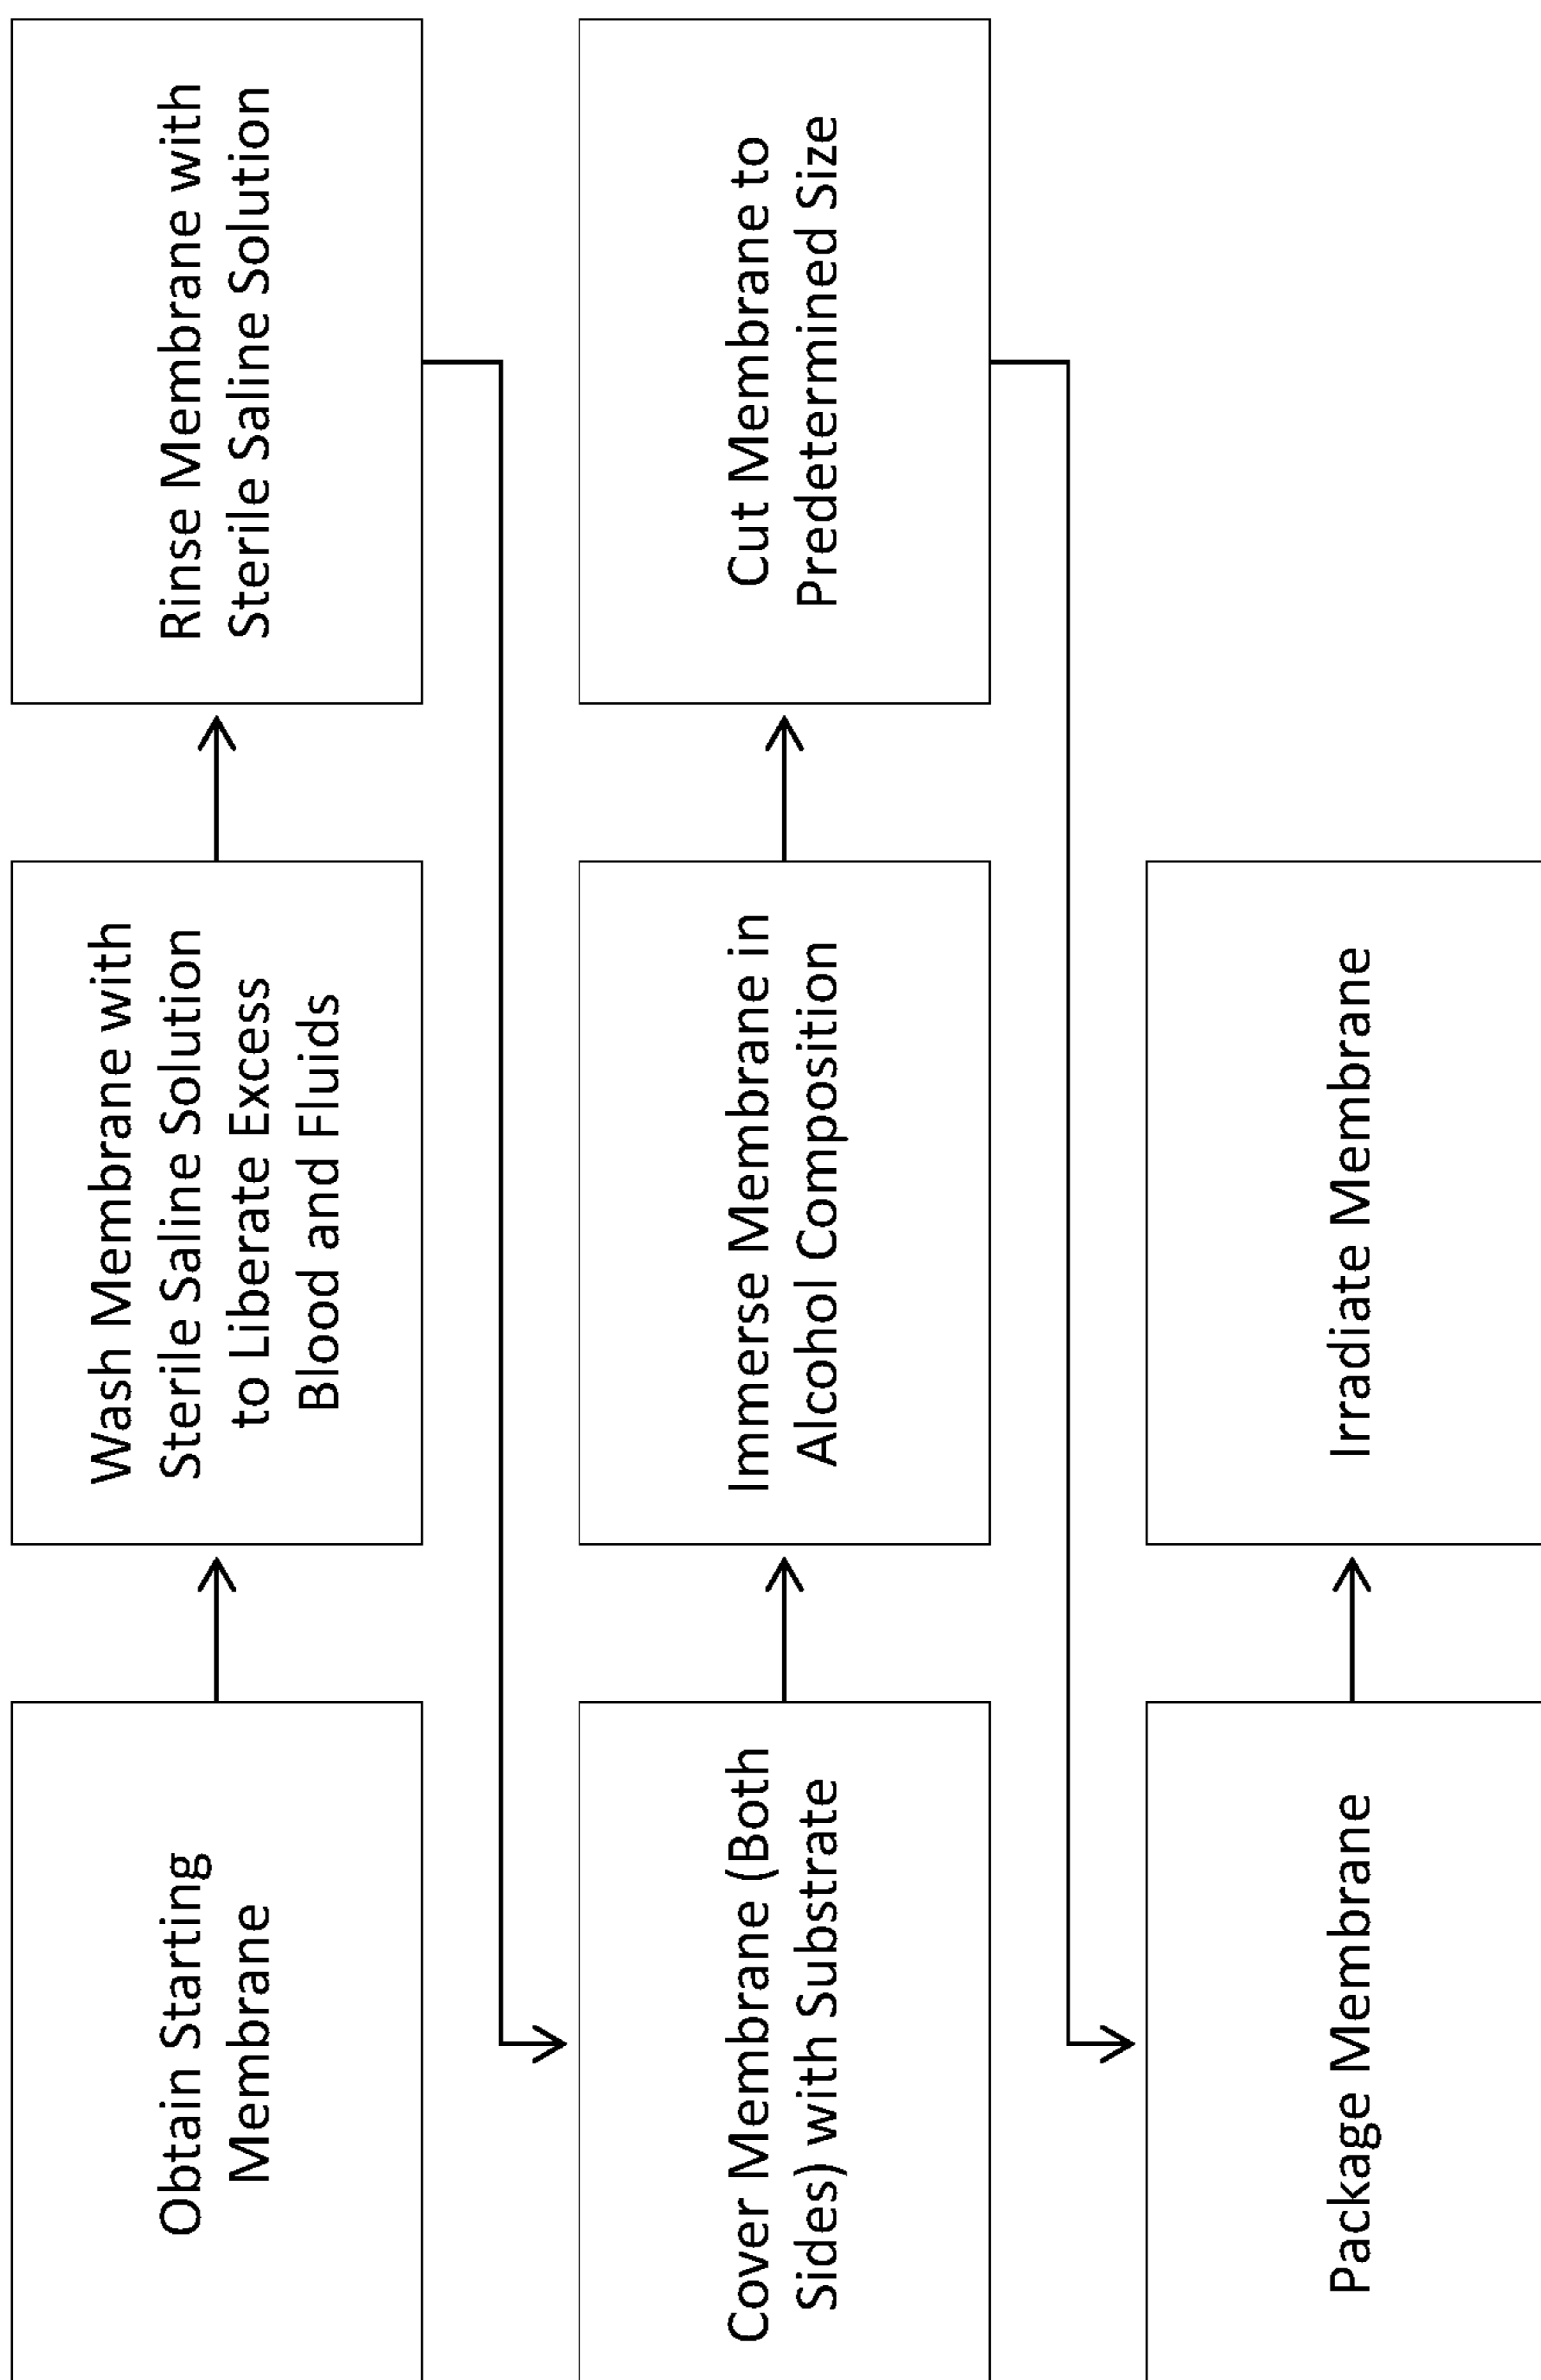 Obtain Starting
Membrane
Wash Membrane with
Sterile Saline Solution
to Liberate Excess
Blood and Fluids
Rinse Membrane with
Sterile Saline Solution
Cover Membrane (Both
Sides) with Substrate
Immerse Membrane in
Alcohol Composition
Cut Membrane to
Predetermined Size
Package Membrane
Irradiate Membrane